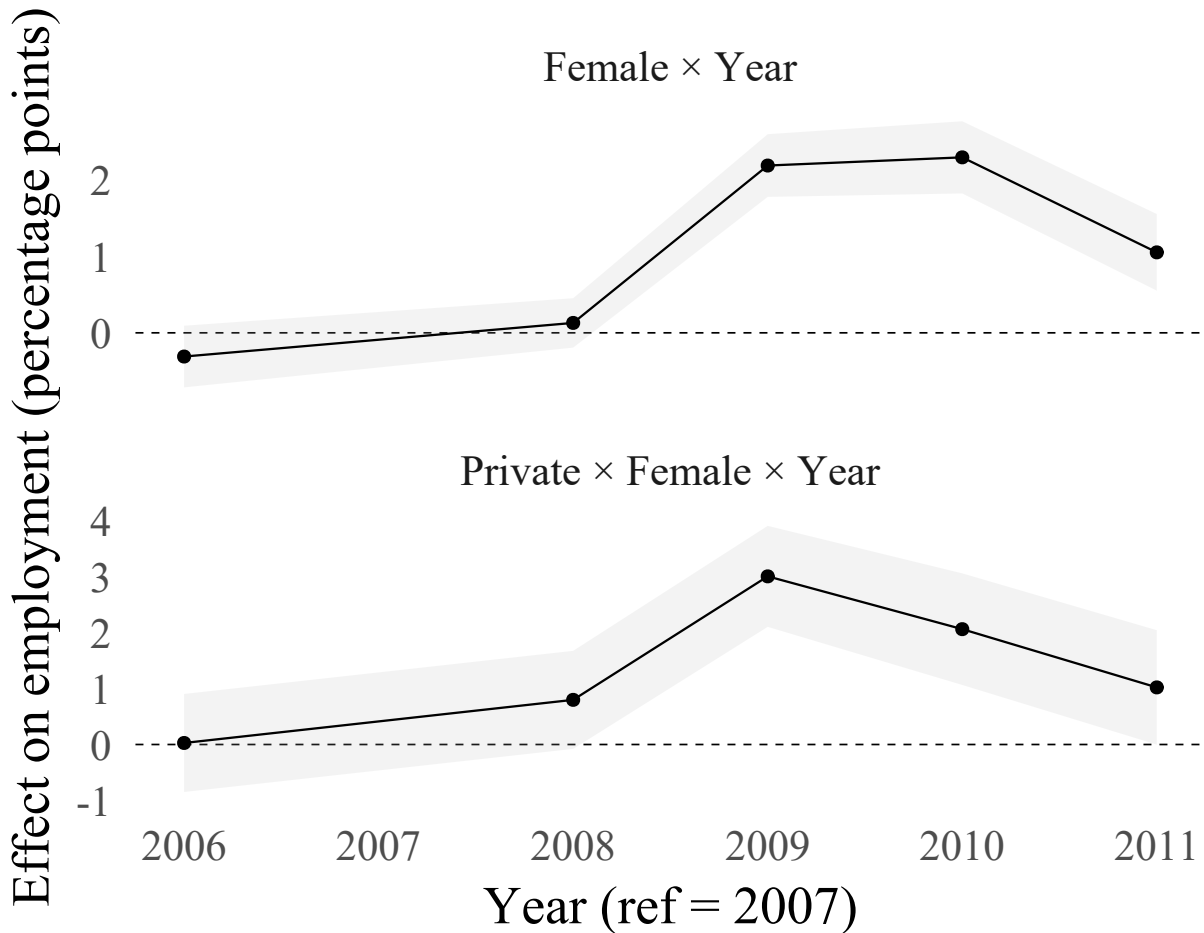 Effect on employment (percentage points)
Female × Year
2
1
0
Private × Female × Year
4
3
2
1
0
-1
2006 2007 2008 2009 2010 2011
Year (ref = 2007)